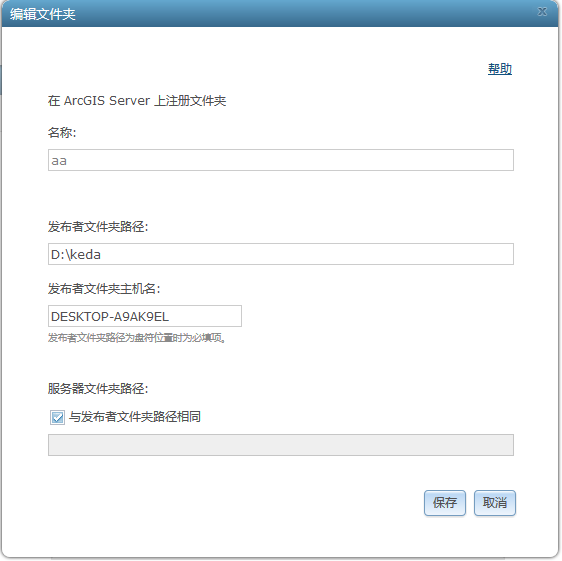 编辑文件夹
帮助
在 ArcGIS Server 上注册文件夹
名称:
aa
发布者文件夹路径:
D:\keda
发布者文件夹主机名:
DESKTOP-A9AK9EL
发布者文件夹路径为盘符位置时为必填项。
服务器文件夹路径:
与发布者文件夹路径相同
保存 取消